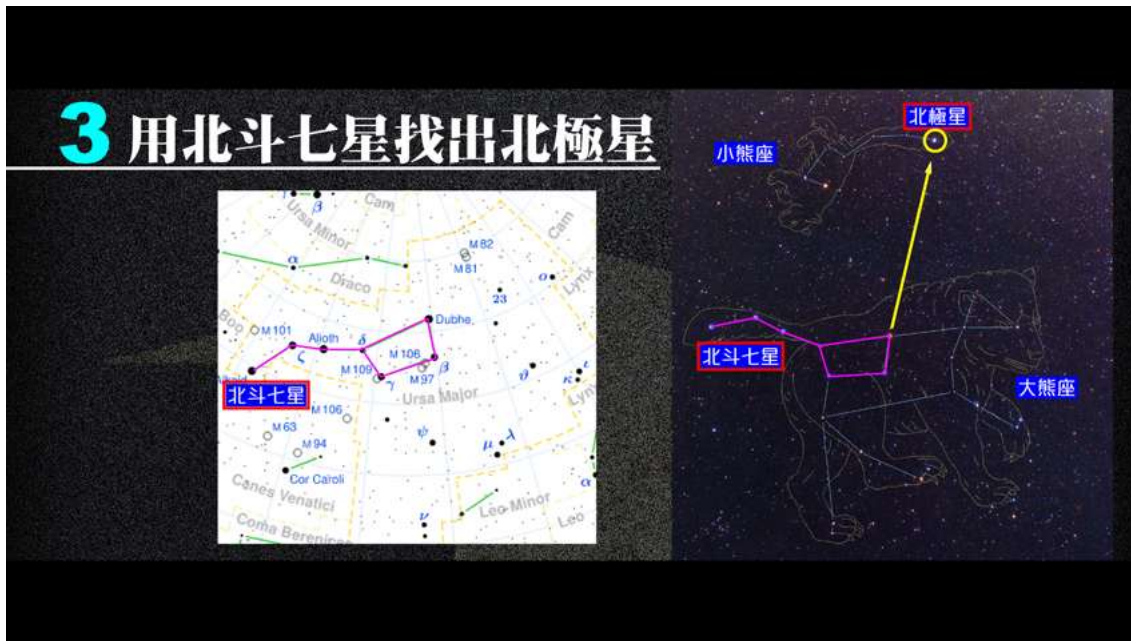 3 用北斗七星找出北極星
β
Cam
Ursa Minor
Cam
M 82
M 81
α
Draco
ο
Lynx
23
Boo
M 101
Dubhe
Alioth
δ
ζ
M 106
β
M 109
M 97
γ
ϑ
ι
κ
北斗七星
Ursa Major
Lyn
M 106
M 63
ψ
λ
μ
M 94
Cor Caroli
α
Canes Venatici
Leo Minor
Leo
ν
Coma Berenices
北極星
小熊座
北斗七星
大熊座